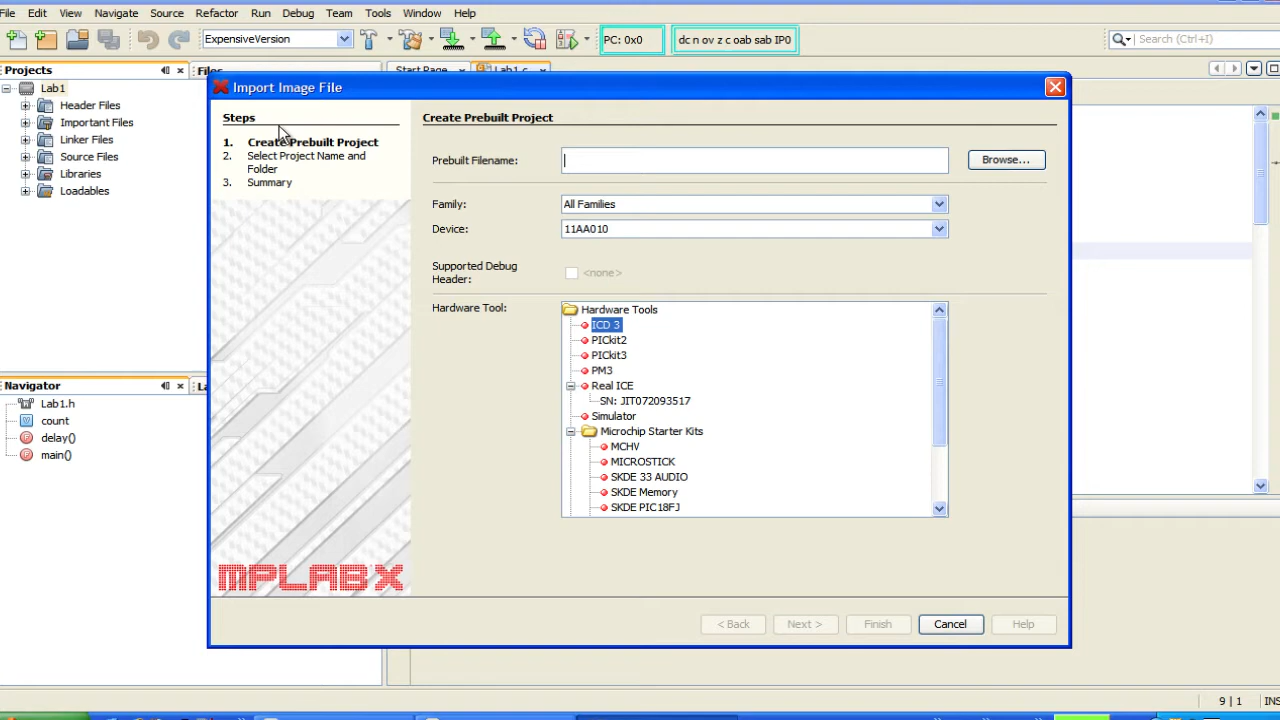 File Edit View Navigate Source Refactor Run Debug Team Tools Window Help
ExpensiveVersion
PC: 0x0
dc n ov z c oab sab IP0
Search (Ctrl+I)
Projects
Files
Start Page
Lab1.c
Lab1
Header Files
Important Files
Linker Files
Source Files
Libraries
Loadables
Navigator
Lab1.h
count
delay()
main()
Import Image File
Steps
1. Create Prebuilt Project
2. Select Project Name and
Folder
3. Summary
MPLAB X
Create Prebuilt Project
Prebuilt Filename:
Browse...
Family: All Families
Device: 11AA010
Supported Debug
Header:
<none>
Hardware Tool:
Hardware Tools
ICD 3
PICkit2
PICkit3
PM3
Real ICE
SN: JIT072093517
Simulator
Microchip Starter Kits
MCHV
MICROSTICK
SKDE 33 AUDIO
SKDE Memory
SKDE PIC18FJ
< Back Next > Finish Cancel Help
9 | 1 INS